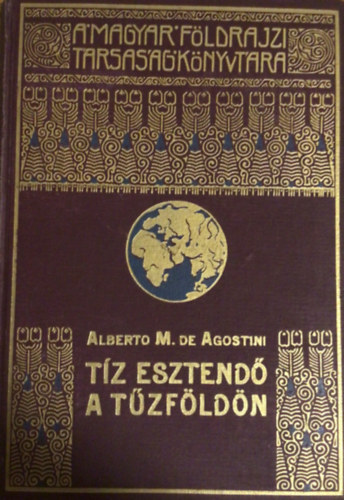 A MAGYAR FÖLDRAJZI
TÁRSASÁG KÖNYVTÁRA
ALBERTO M. DE AGOSTINI
TÍZ ESZTENDŐ
A TŰZFÖLDÖN